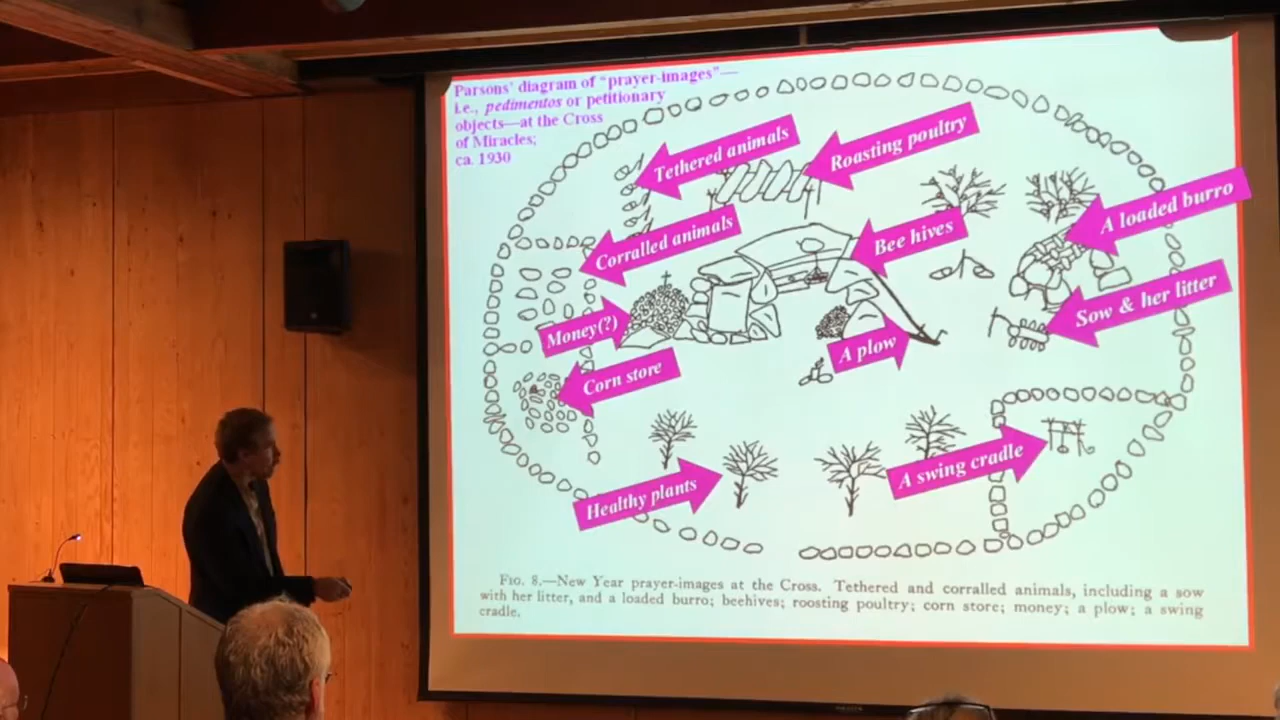 Parsons' diagram of "prayer-images"—
i.e., pedimentos or petitionary
objects—at the Cross
of Miracles;
ca. 1930
Tethered animals
Roasting poultry
A loaded burro
Corralled animals
Bee hives
Sow & her litter
Money(?)
A plow
Corn store
A swing cradle
Healthy plants
FIG. 8.—New Year prayer-images at the Cross. Tethered and corralled animals, including a sow
with her litter, and a loaded burro; beehives; roosting poultry; corn store; money; a plow; a swing
cradle.